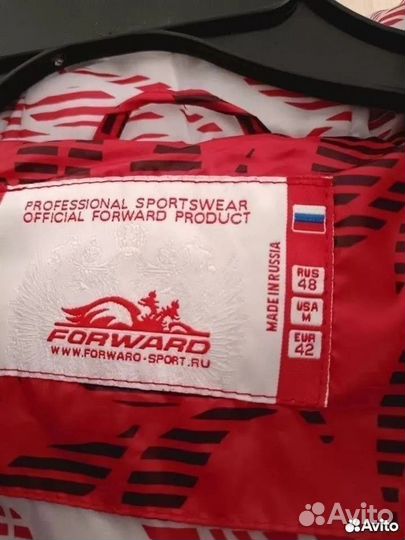 PROFESSIONAL SPORTSWEAR
OFFICIAL FORWARD PRODUCT
FORWARD
WWW.FORWARD-SPORT.RU
MADE IN RUSSIA
RUS
48
USA
M
EUR
42
Avito
Avito